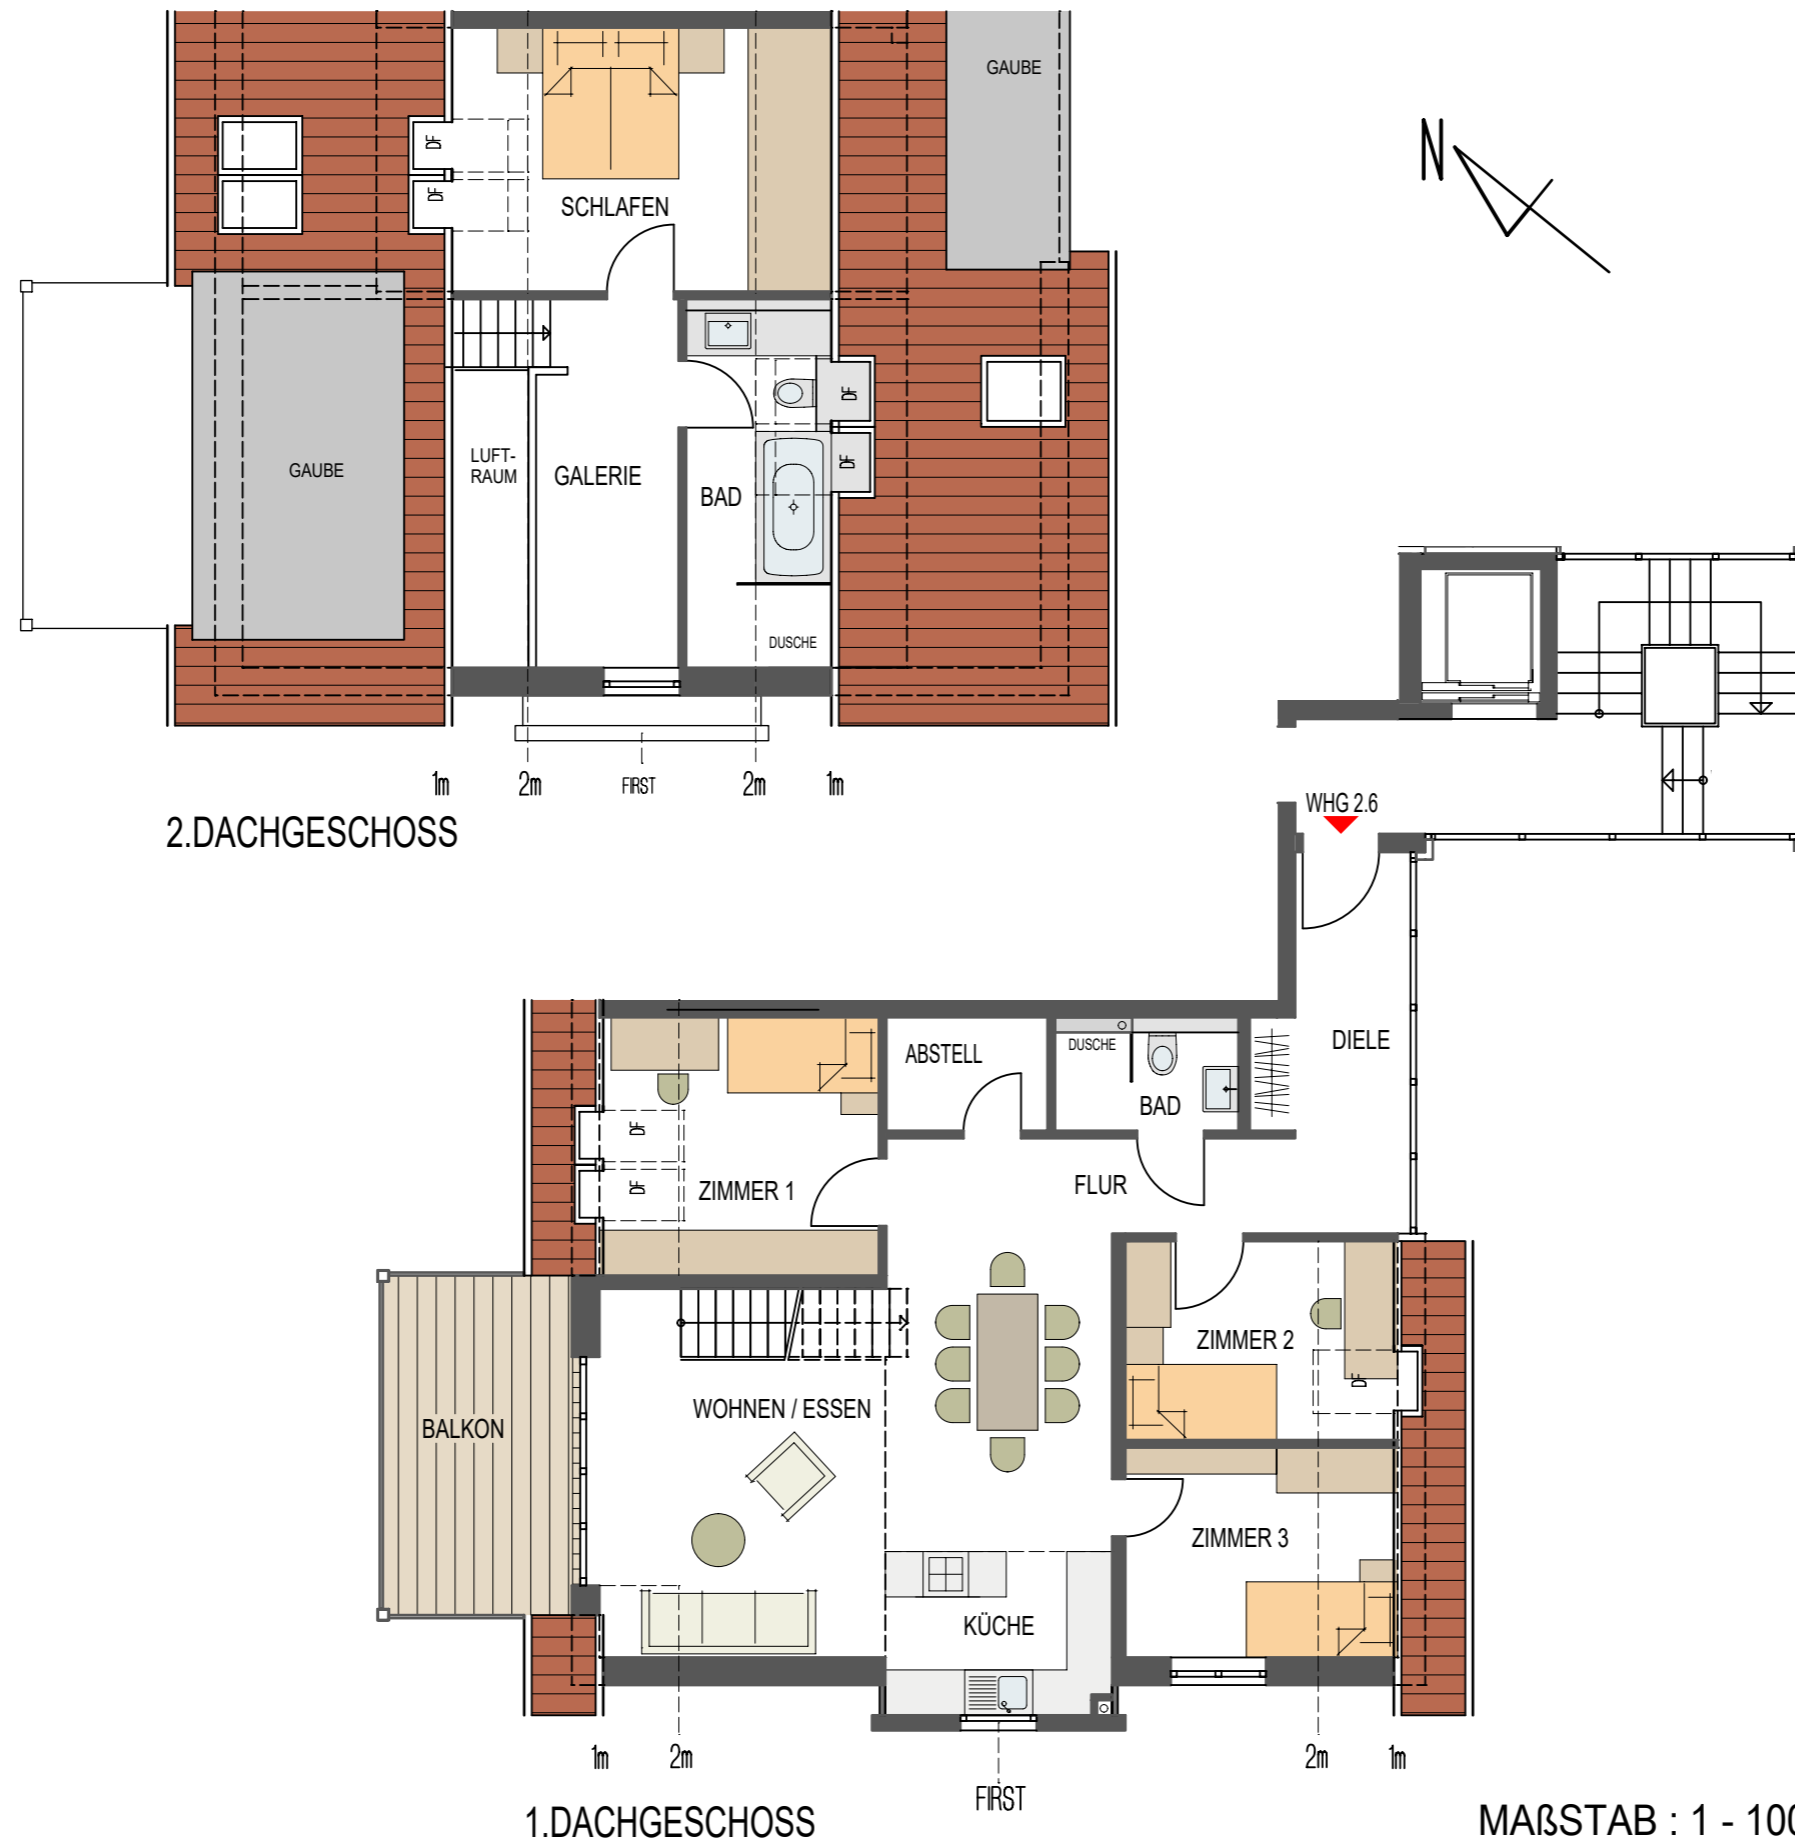 GAUBE
N
DF
DF
SCHLAFEN
DF
LUFT-
RAUM
GALERIE
BAD
DF
GAUBE
DUSCHE
1m
2m
FIRST
2m
1m
2.DACHGESCHOSS
WHG 2.6
DIELE
ABSTELL
DUSCHE
BAD
DF
DF
ZIMMER 1
FLUR
ZIMMER 2
DF
WOHNEN / ESSEN
BALKON
ZIMMER 3
KÜCHE
1m
2m
FIRST
2m
1m
1.DACHGESCHOSS
MAßSTAB : 1 - 100